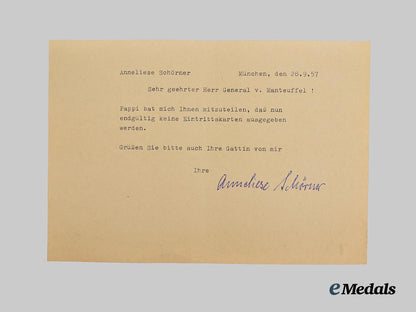 Anneliese Schörner München, den 28.9.57
Sehr geehrter Herr General v. Manteuffel !
Pappi hat mich Ihnen mitzuteilen, daß nun
endgültig keine Eintrittskarten ausgegeben
werden.
Grüßen Sie bitte auch Ihre Gattin von mir
Ihre
Anneliese Schörner
eMedals